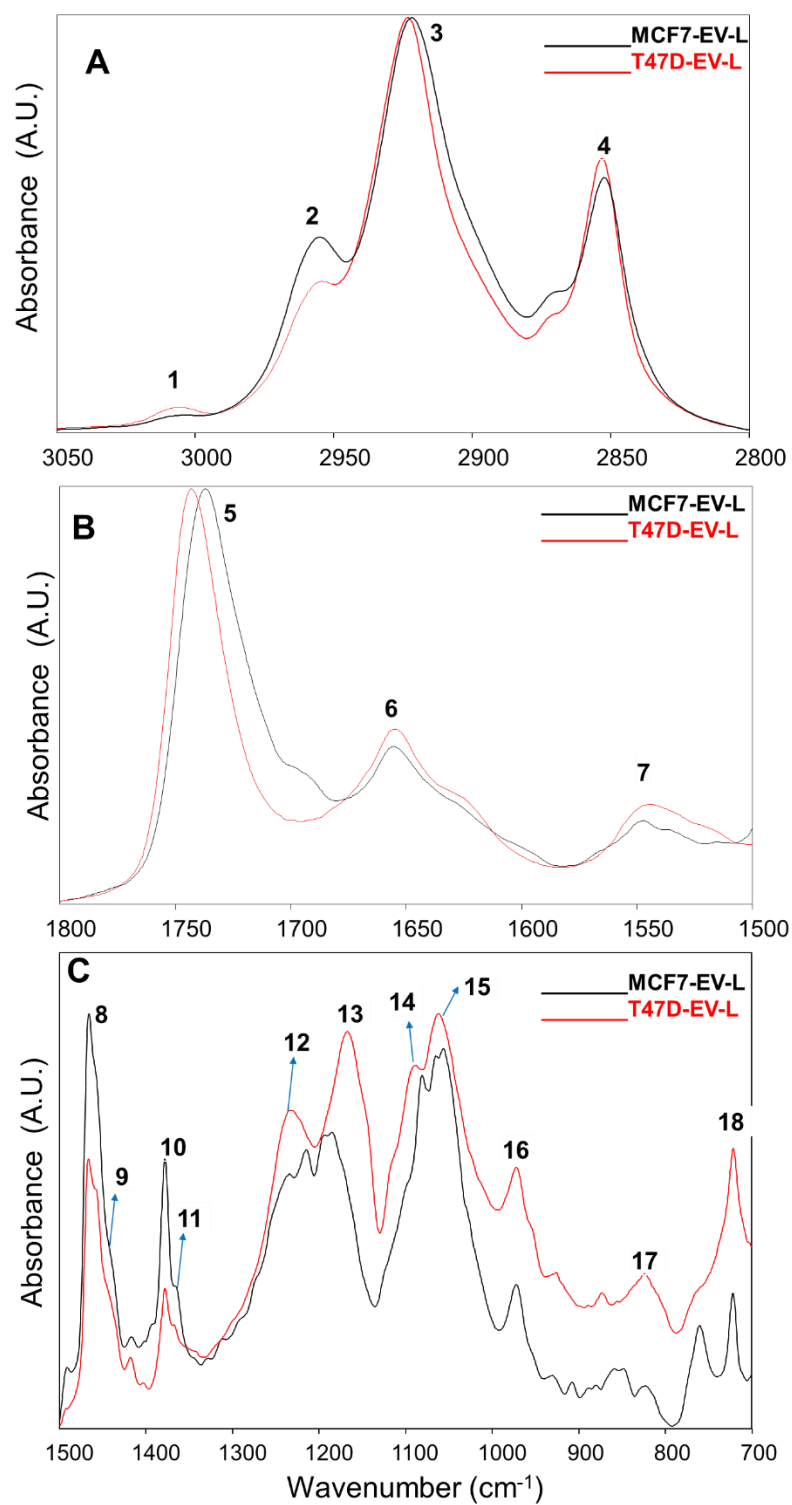 A
MCF7-EV-L
T47D-EV-L
3
4
2
1
Absorbance (A.U.)
3050 3000 2950 2900 2850 2800
B
MCF7-EV-L
T47D-EV-L
5
6
7
Absorbance (A.U.)
1800 1750 1700 1650 1600 1550 1500
C
MCF7-EV-L
T47D-EV-L
8
9
10
11
12
13
14
15
16
17
18
Absorbance (A.U.)
1500 1400 1300 1200 1100 1000 900 800 700
Wavenumber (cm⁻¹)